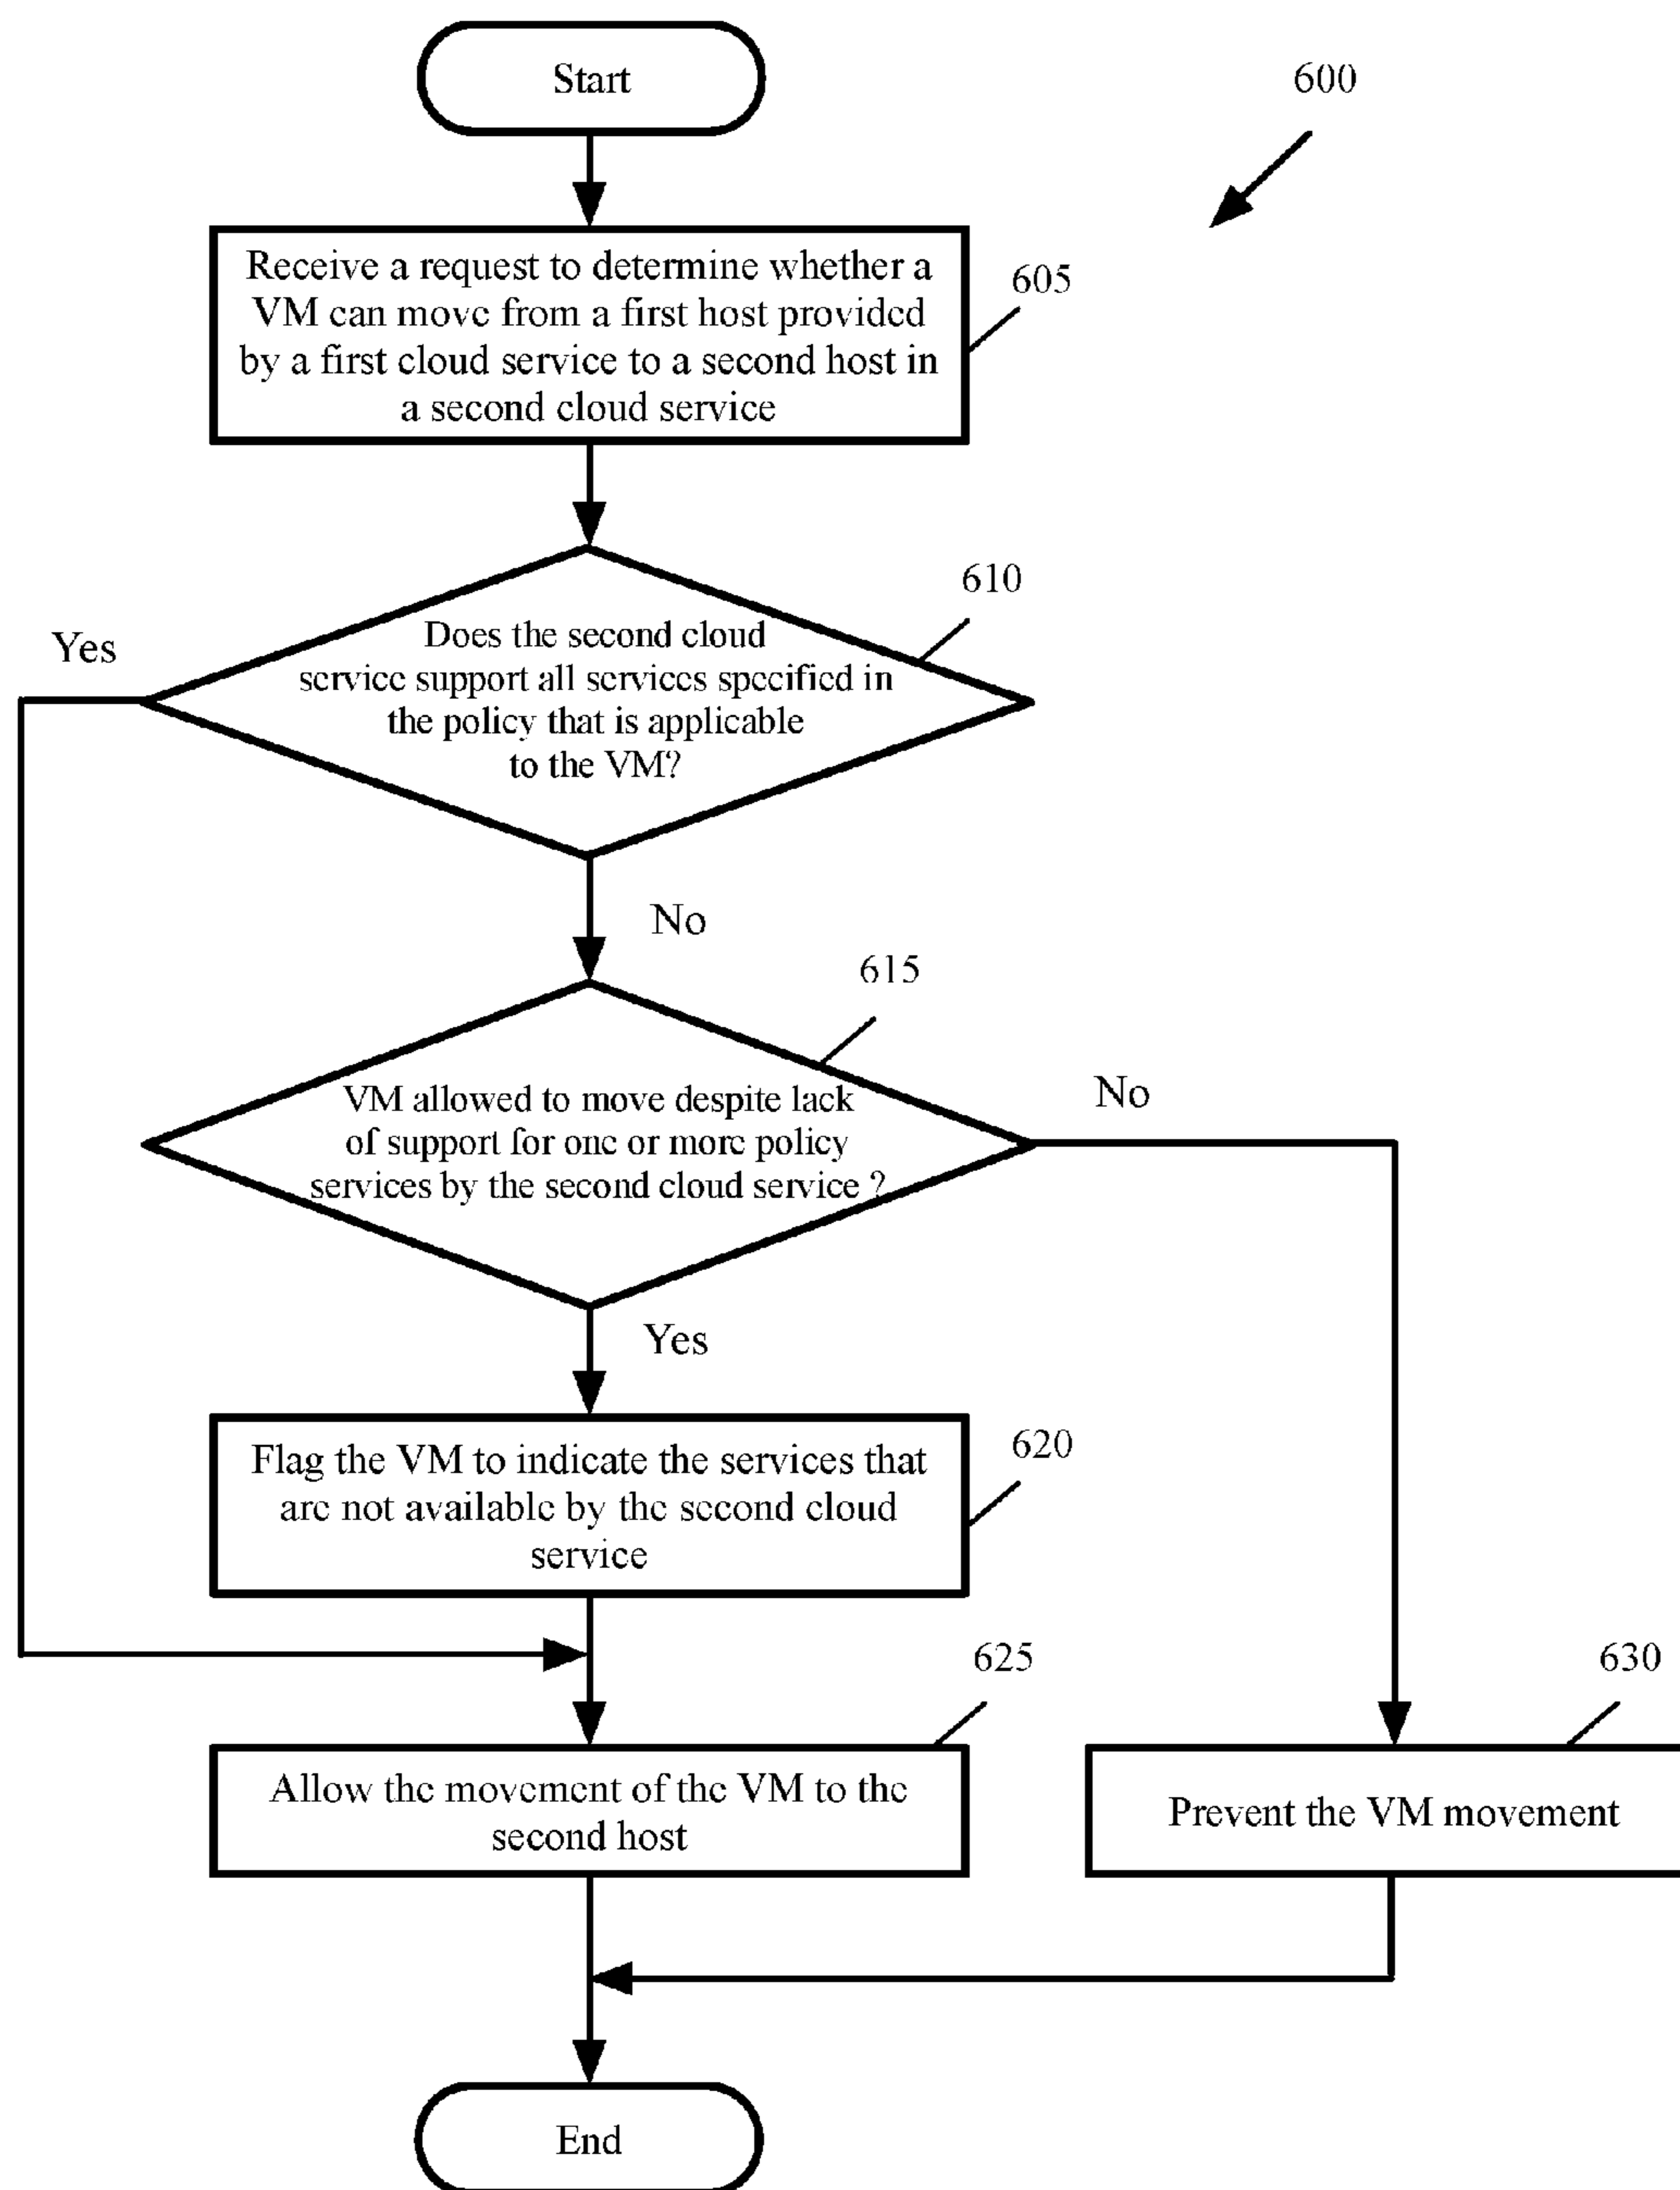 Start
600
Receive a request to determine whether a
VM can move from a first host provided
by a first cloud service to a second host in
a second cloud service
605
610
Yes
Does the second cloud
service support all services specified in
the policy that is applicable
to the VM?
No
615
VM allowed to move despite lack
of support for one or more policy
services by the second cloud service ?
No
Yes
Flag the VM to indicate the services that
are not available by the second cloud
service
620
625
630
Allow the movement of the VM to the
second host
Prevent the VM movement
End